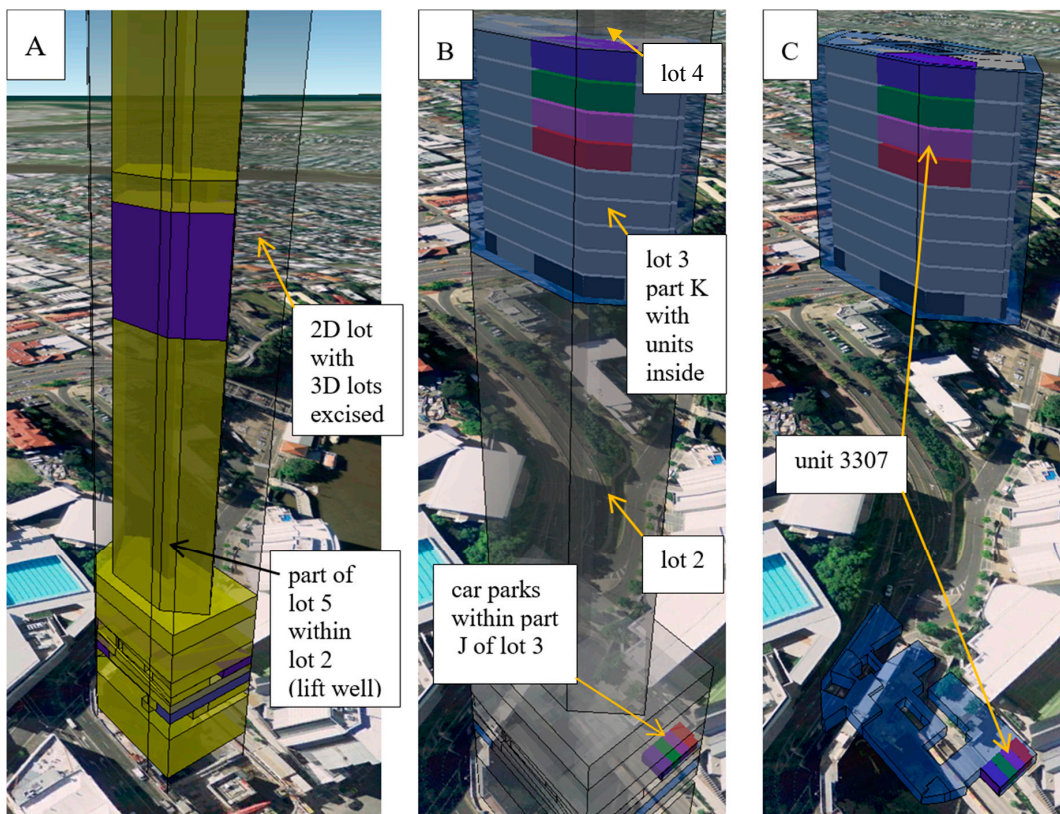 A
2D lot
with
3D lots
excised
part of
lot 5
within
lot 2
(lift well)
B
lot 4
lot 3
part K
with
units
inside
lot 2
car parks
within part
J of lot 3
C
unit 3307